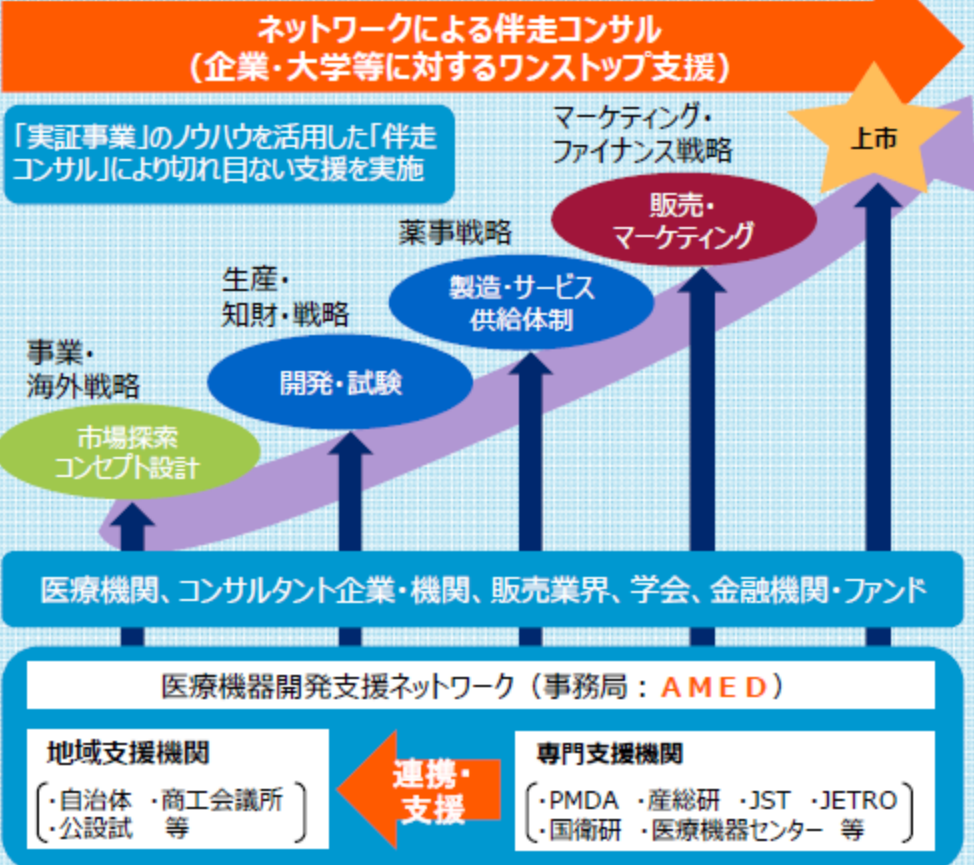 ネットワークによる伴走コンサル
（企業・大学等に対するワンストップ支援）
「実証事業」のノウハウを活用した「伴走
コンサル」により切れ目ない支援を実施
マーケティング・
ファイナンス戦略
上市
販売・
マーケティング
薬事戦略
製造・サービス
供給体制
生産・
知財・戦略
開発・試験
事業・
海外戦略
市場探索
コンセプト設計
医療機関、コンサルタント企業・機関、販売業界、学会、金融機関・ファンド
医療機器開発支援ネットワーク（事務局：ＡＭＥＤ）
地域支援機関
・自治体 ・商工会議所
・公設試 等
連携・
支援
専門支援機関
・PMDA ・産総研 ・JST ・JETRO
・国衛研 ・医療機器センター 等